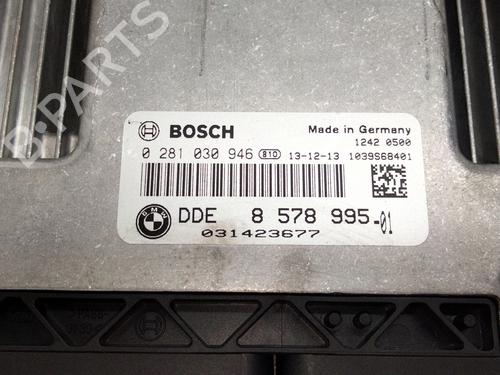 B-PARTS
BOSCH
Made in Germany
1242 0500
0 281 030 946 810 13-12-13 1039S68401
BMW
DDE 8 578 995-01
031423677